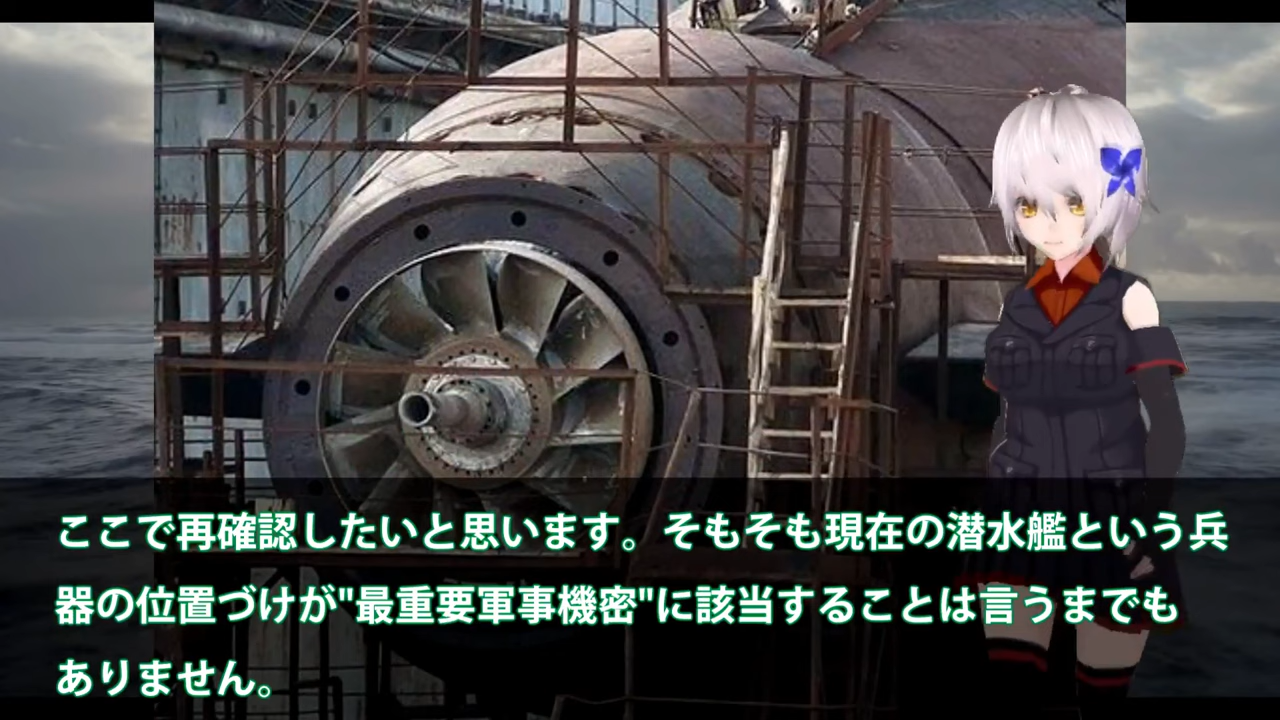 ここで再確認したいと思います。そもそも現在の潜水艦という兵
器の位置づけが"最重要軍事機密"に該当することは言うまでも
ありません。